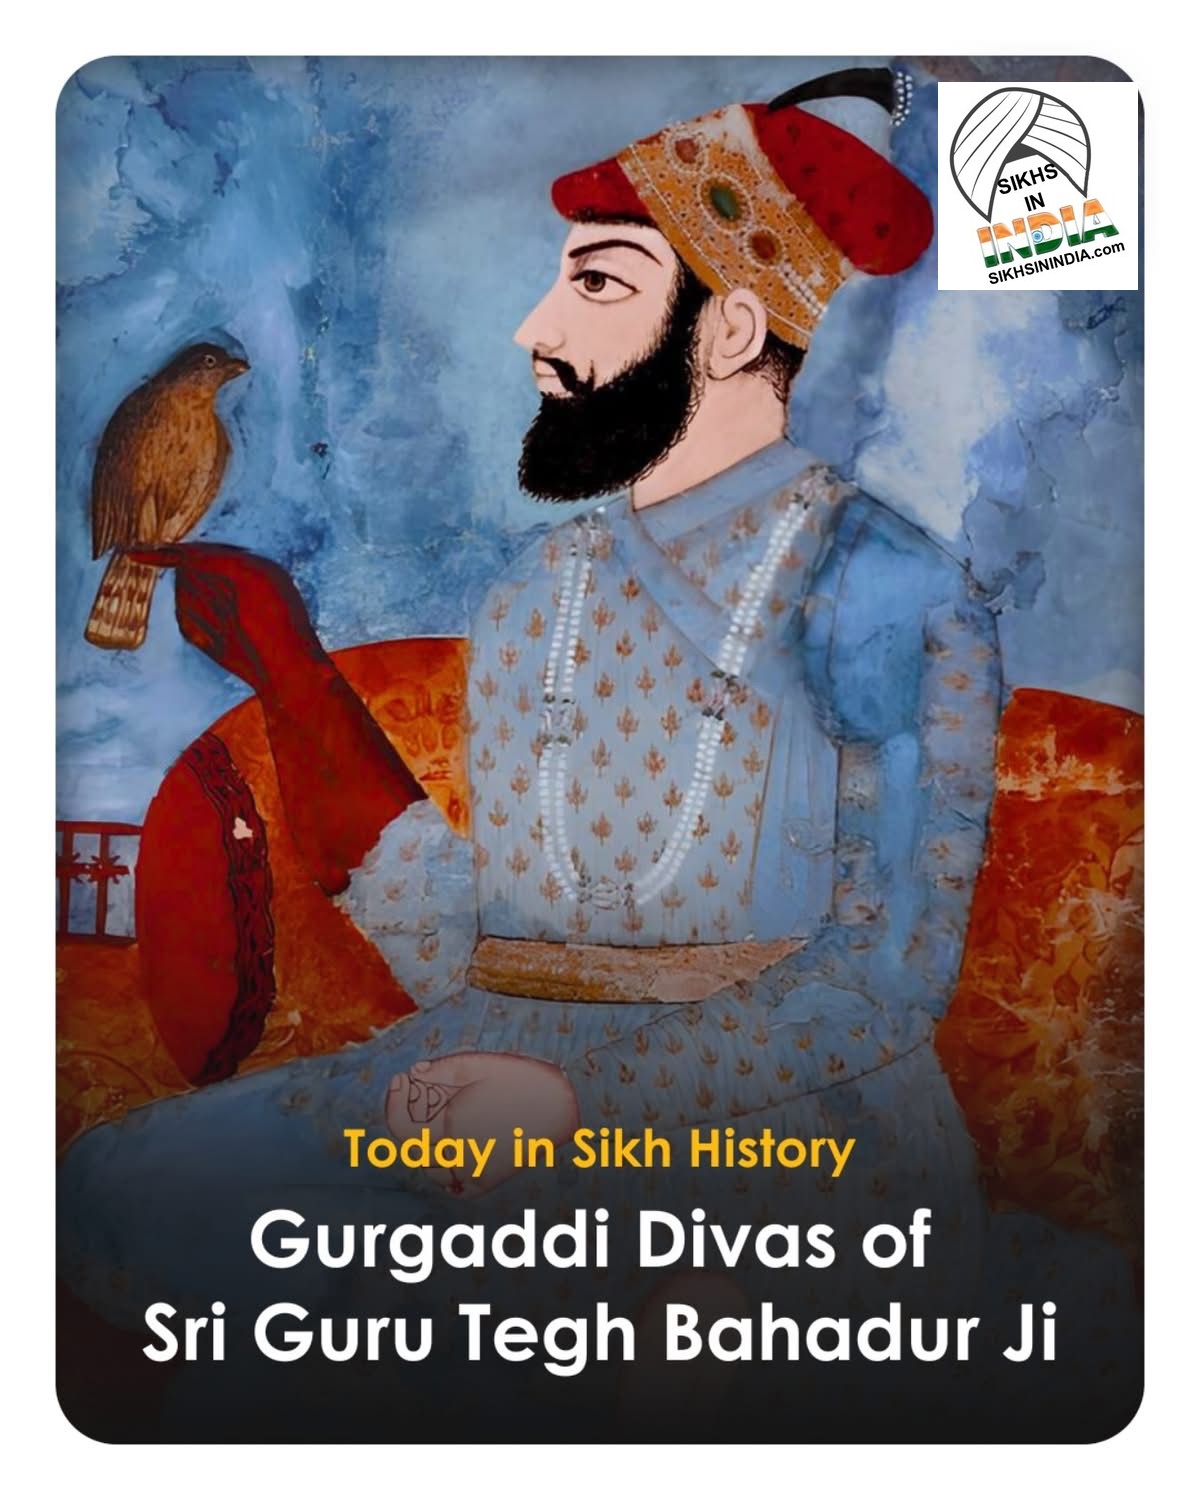 SIKHS
IN
INDIA
SIKHSININDIA.com
Today in Sikh History
Gurgaddi Divas of
Sri Guru Tegh Bahadur Ji